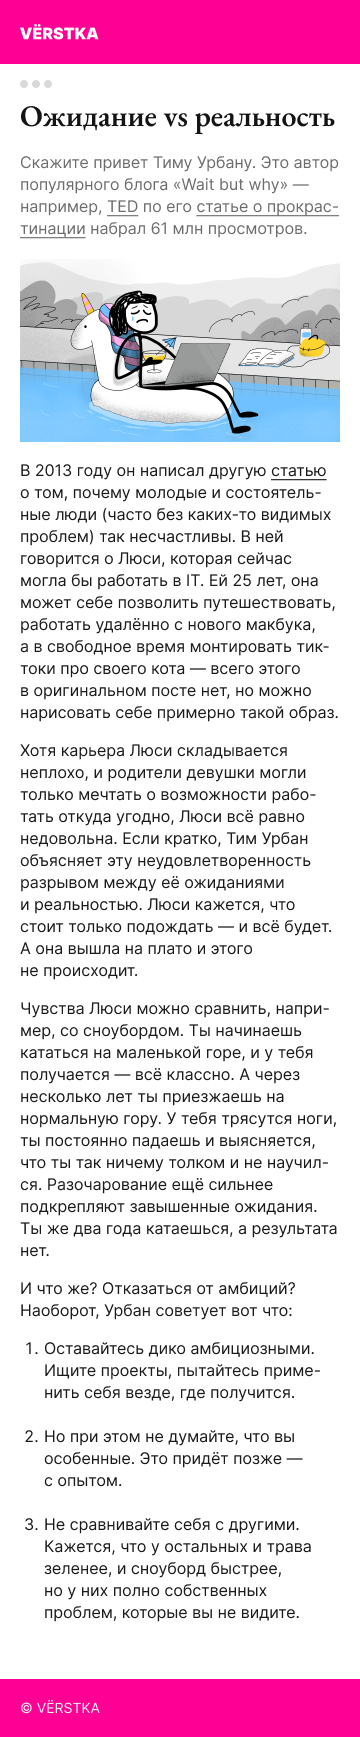 VЁRSTKA
Ожидание vs реальность
Скажите привет Тиму Урбану. Это автор
популярного блога «Wait but why» —
например, TED по его статье о прокрас-
тинации набрал 61 млн просмотров.
В 2013 году он написал другую статью
о том, почему молодые и состоятель-
ные люди (часто без каких-то видимых
проблем) так несчастливы. В ней
говорится о Люси, которая сейчас
могла бы работать в IT. Ей 25 лет, она
может себе позволить путешествовать,
работать удалённо с нового макбука,
а в свободное время монтировать тик-
токи про своего кота — всего этого
в оригинальном посте нет, но можно
нарисовать себе примерно такой образ.
Хотя карьера Люси складывается
неплохо, и родители девушки могли
только мечтать о возможности рабо-
тать откуда угодно, Люси всё равно
недовольна. Если кратко, Тим Урбан
объясняет эту неудовлетворенность
разрывом между её ожиданиями
и реальностью. Люси кажется, что
стоит только подождать — и всё будет.
А она вышла на плато и этого
не происходит.
Чувства Люси можно сравнить, напри-
мер, со сноубордом. Ты начинаешь
кататься на маленькой горе, и у тебя
получается — всё классно. А через
несколько лет ты приезжаешь на
нормальную гору. У тебя трясутся ноги,
ты постоянно падаешь и выясняется,
что ты так ничему толком и не научил-
ся. Разочарование ещё сильнее
подкрепляют завышенные ожидания.
Ты же два года катаешься, а результата
нет.
И что же? Отказаться от амбиций?
Наоборот, Урбан советует вот что:
1. Оставайтесь дико амбициозными.
Ищите проекты, пытайтесь приме-
нить себя везде, где получится.
2. Но при этом не думайте, что вы
особенные. Это придёт позже —
с опытом.
3. Не сравнивайте себя с другими.
Кажется, что у остальных и трава
зеленее, и сноуборд быстрее,
но у них полно собственных
проблем, которые вы не видите.
© VЁRSTKA